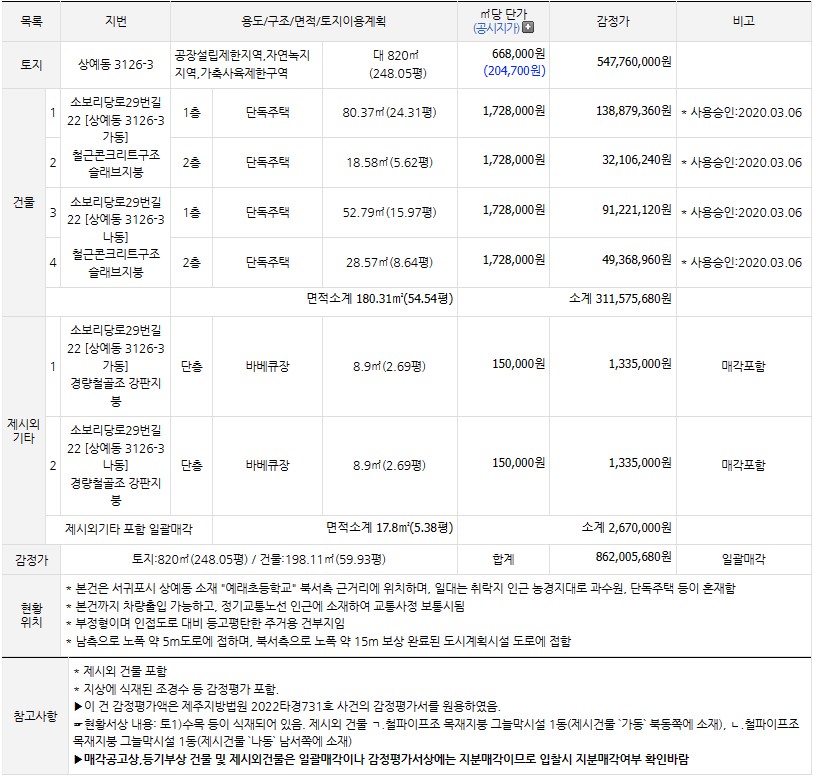 목록 지번 용도/구조/면적/토지이용계획 ㎡당 단가 (공시지가) 감정가 비고
토지 상예동 3126-3 공장설립제한지역,자연녹지지역,가축사육제한구역 대 820㎡ (248.05평) 668,000원 (204,700원) 547,760,000원
건물
1 소보리당로29번길 22 [상예동 3126-3 가동] 철근콘크리트구조 슬래브지붕 1층 단독주택 80.37㎡(24.31평) 1,728,000원 138,879,360원 * 사용승인:2020.03.06
2 2층 단독주택 18.58㎡(5.62평) 1,728,000원 32,106,240원 * 사용승인:2020.03.06
3 소보리당로29번길 22 [상예동 3126-3 나동] 철근콘크리트구조 슬래브지붕 1층 단독주택 52.79㎡(15.97평) 1,728,000원 91,221,120원 * 사용승인:2020.03.06
4 2층 단독주택 28.57㎡(8.64평) 1,728,000원 49,368,960원 * 사용승인:2020.03.06
면적소계 180.31㎡(54.54평) 소계 311,575,680원
제시외 기타
1 소보리당로29번길 22 [상예동 3126-3 가동] 경량철골조 강판지붕 단층 바베큐장 8.9㎡(2.69평) 150,000원 1,335,000원 매각포함
2 소보리당로29번길 22 [상예동 3126-3 나동] 경량철골조 강판지붕 단층 바베큐장 8.9㎡(2.69평) 150,000원 1,335,000원 매각포함
제시외기타 포함 일괄매각 면적소계 17.8㎡(5.38평) 소계 2,670,000원
감정가 토지:820㎡(248.05평) / 건물:198.11㎡(59.93평) 합계 862,005,680원 일괄매각
현황 위치
* 본건은 서귀포시 상예동 소재 "예래초등학교" 북서측 근거리에 위치하며, 일대는 취락지 인근 농경지대로 과수원, 단독주택 등이 혼재함
* 본건까지 차량출입 가능하고, 정기교통노선 인근에 소재하여 교통사정 보통시됨
* 부정형이며 인접도로 대비 등고평탄한 주거용 건부지임
* 남측으로 노폭 약 5m도로에 접하며, 북서측으로 노폭 약 15m 보상 완료된 도시계획시설 도로에 접함
참고사항
* 제시외 건물 포함
* 지상에 식재된 조경수 등 감정평가 포함.
▶이 건 감정평가액은 제주지방법원 2022타경731호 사건의 감정평가서를 원용하였음.
☞현황서상 내용: 토1)수목 등이 식재되어 있음. 제시외 건물 ㄱ.철파이프조 목재지붕 그늘막시설 1동(제시건물 `가동` 북동쪽에 소재), ㄴ.철파이프조
목재지붕 그늘막시설 1동(제시건물 `나동` 남서쪽에 소재)
▶매각공고상,등기부상 건물 및 제시외건물은 일괄매각이나 감정평가서상에는 지분매각이므로 입찰시 지분매각여부 확인바람